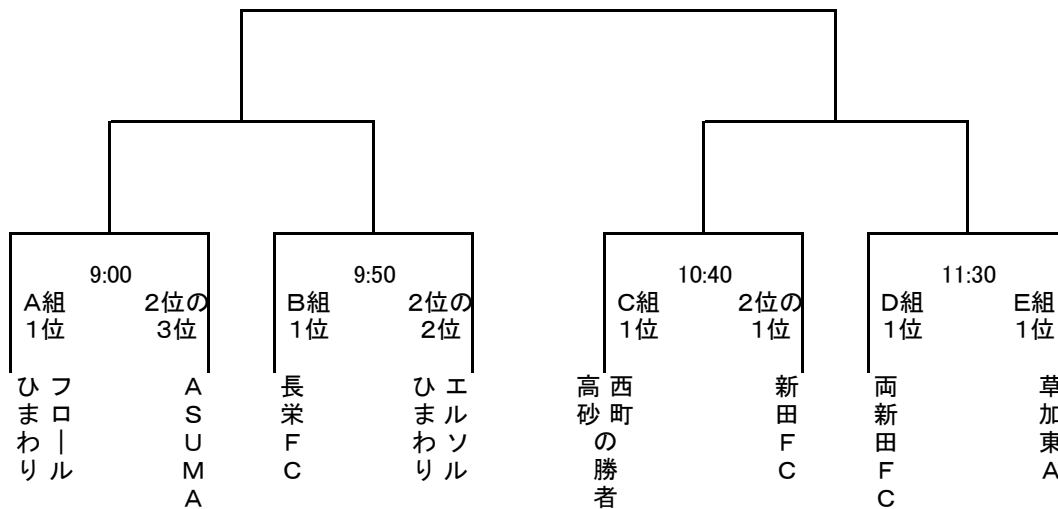 9:00
9:50
10:40
11:30
A組
1位
2位の
3位
B組
1位
2位の
2位
C組
1位
2位の
1位
D組
1位
E組
1位
フロール
ひまわり
ASUMA
長栄FC
エルソル
ひまわり
西町
高砂
の勝者
新田FC
両新田FC
草加東A